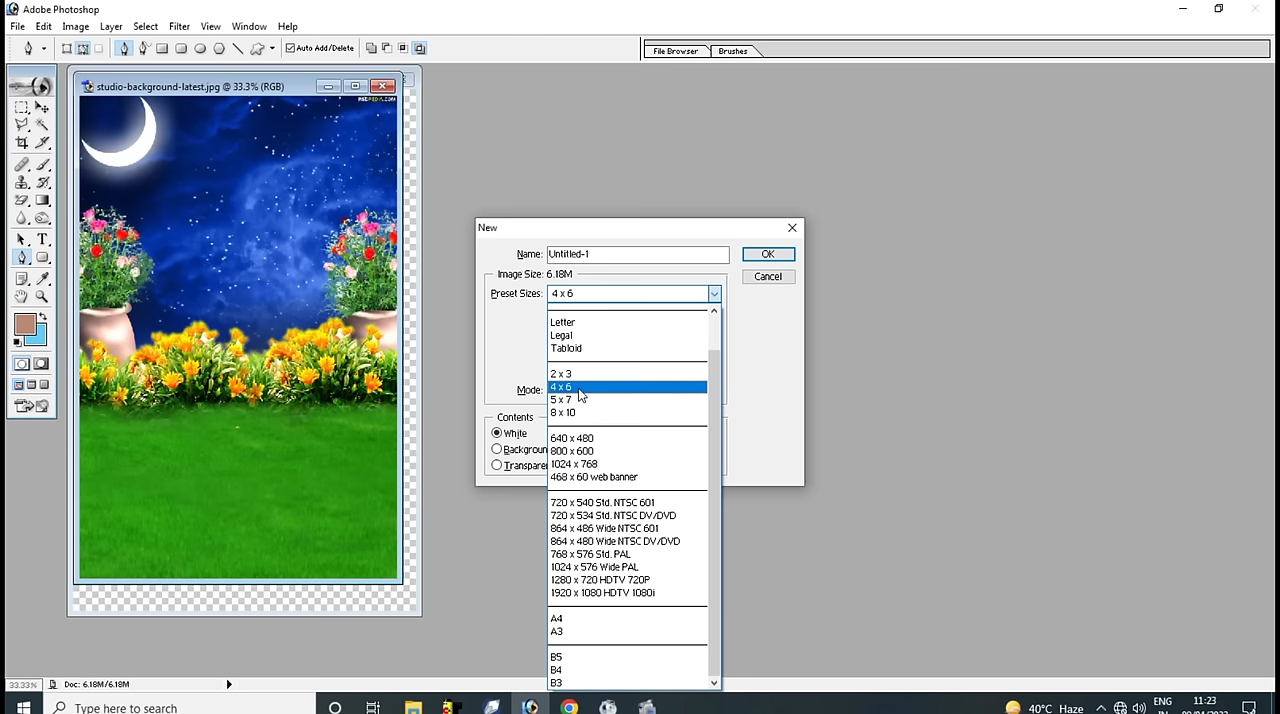 Adobe Photoshop
File Edit Image Layer Select Filter View Window Help
Auto Add/Delete
File Browser Brushes
studio-background-latest.jpg @ 33.3% (RGB)
New
Name: Untitled-1
OK
Image Size: 6.18M
Cancel
Preset Sizes: 4 x 6
Letter
Legal
Tabloid
2 x 3
4 x 6
Mode:
5 x 7
8 x 10
Contents
White
Backgroun
Transpare
640 x 480
800 x 600
1024 x 768
468 x 60 web banner
720 x 540 Std. NTSC 601
720 x 534 Std. NTSC DV/DVD
864 x 486 Wide NTSC 601
864 x 480 Wide NTSC DV/DVD
768 x 576 Std. PAL
1024 x 576 Wide PAL
1280 x 720 HDTV 720P
1920 x 1080 HDTV 1080i
A4
A3
B5
B4
B3
33.33% Doc: 6.18M/6.18M
Type here to search
40°C Haze
ENG
IN
11:23